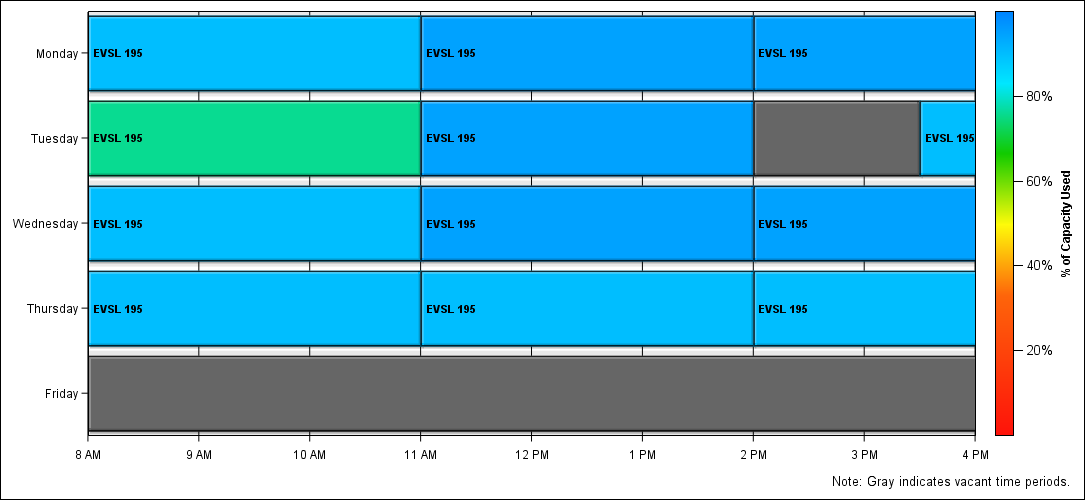 Monday
EVSL 195
EVSL 195
EVSL 195
Tuesday
EVSL 195
EVSL 195
EVSL 195
Wednesday
EVSL 195
EVSL 195
EVSL 195
Thursday
EVSL 195
EVSL 195
EVSL 195
Friday
8 AM
9 AM
10 AM
11 AM
12 PM
1 PM
2 PM
3 PM
4 PM
80%
60%
40%
20%
% of Capacity Used
Note: Gray indicates vacant time periods.